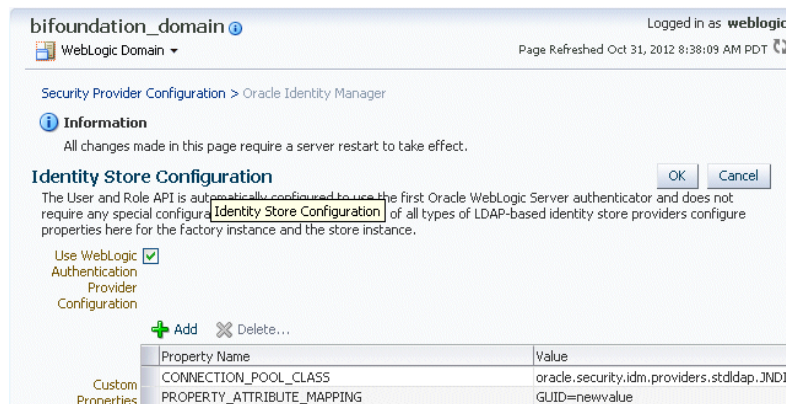 bifoundation_domain
Logged in as weblogic
WebLogic Domain
Page Refreshed Oct 31, 2012 8:38:09 AM PDT
Security Provider Configuration > Oracle Identity Manager
Information
All changes made in this page require a server restart to take effect.
Identity Store Configuration
OK Cancel
The User and Role API is automatically configured to use the first Oracle WebLogic Server authenticator and does not
require any special configura Identity Store Configuration of all types of LDAP-based identity store providers configure
properties here for the factory instance and the store instance.
Use WebLogic
Authentication
Provider
Configuration
Add Delete...
Property Name Value
CONNECTION_POOL_CLASS oracle.security.idm.providers.stdldap.JNDI
Custom
PROPERTY_ATTRIBUTE_MAPPING GUID=newvalue
Properties